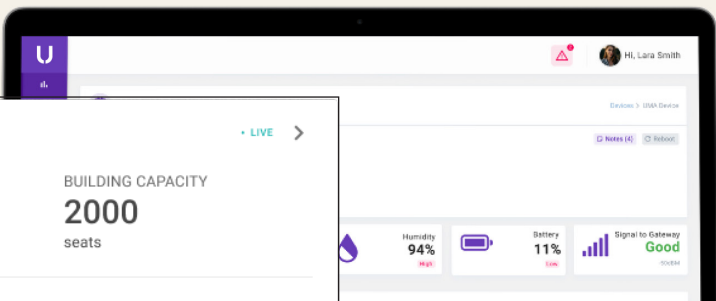 Hi, Lara Smith
Devices > UMA Device
Notes (4) Reboot
• LIVE
BUILDING CAPACITY
2000
seats
Humidity
94%
High
Battery
11%
Low
Signal to Gateway
Good